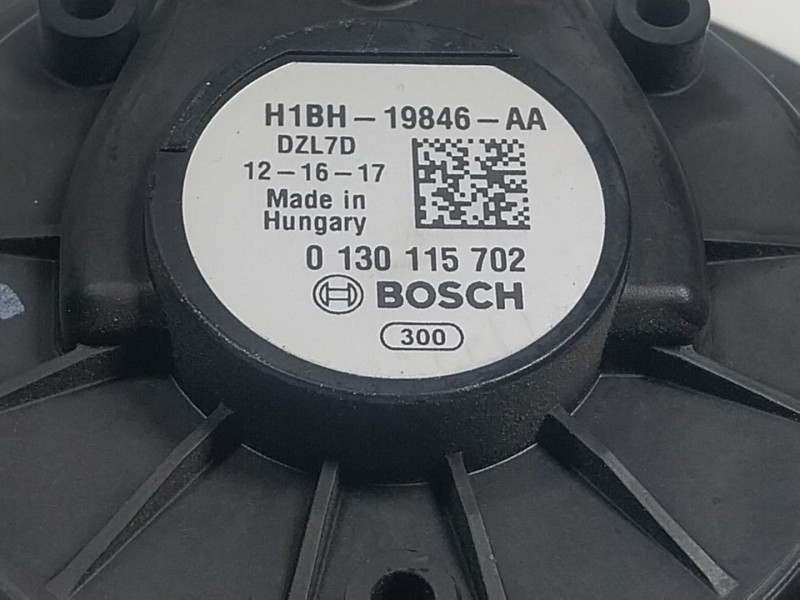 H1BH-19846-AA
DZL7D
12-16-17
Made in
Hungary
0 130 115 702
BOSCH
300